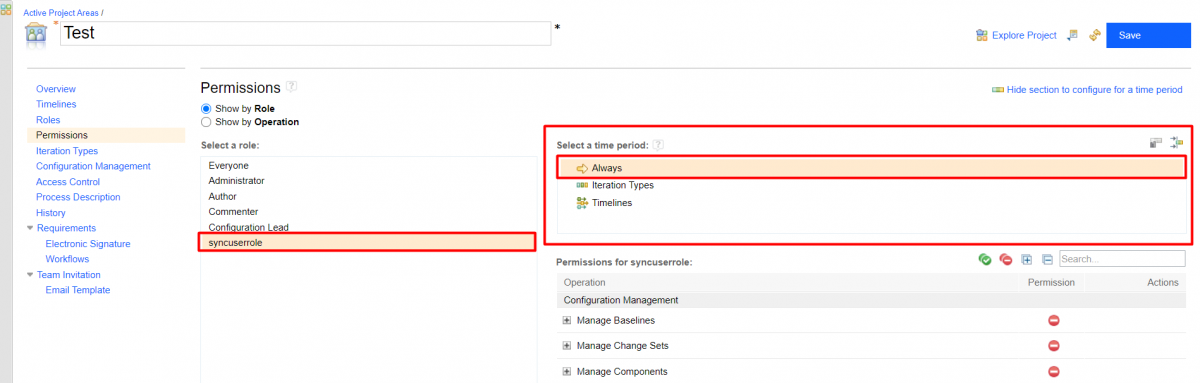 Active Project Areas /
* Test *
Explore Project
Save
Overview
Timelines
Roles
Permissions
Iteration Types
Configuration Management
Access Control
Process Description
History
Requirements
Electronic Signature
Workflows
Team Invitation
Email Template
Permissions ?
Hide section to configure for a time period
Show by Role
Show by Operation
Select a role:
Everyone
Administrator
Author
Commenter
Configuration Lead
syncuserrole
Select a time period: ?
Always
Iteration Types
Timelines
Permissions for syncuserrole:
Search...
Operation Permission Actions
Configuration Management
Manage Baselines
Manage Change Sets
Manage Components